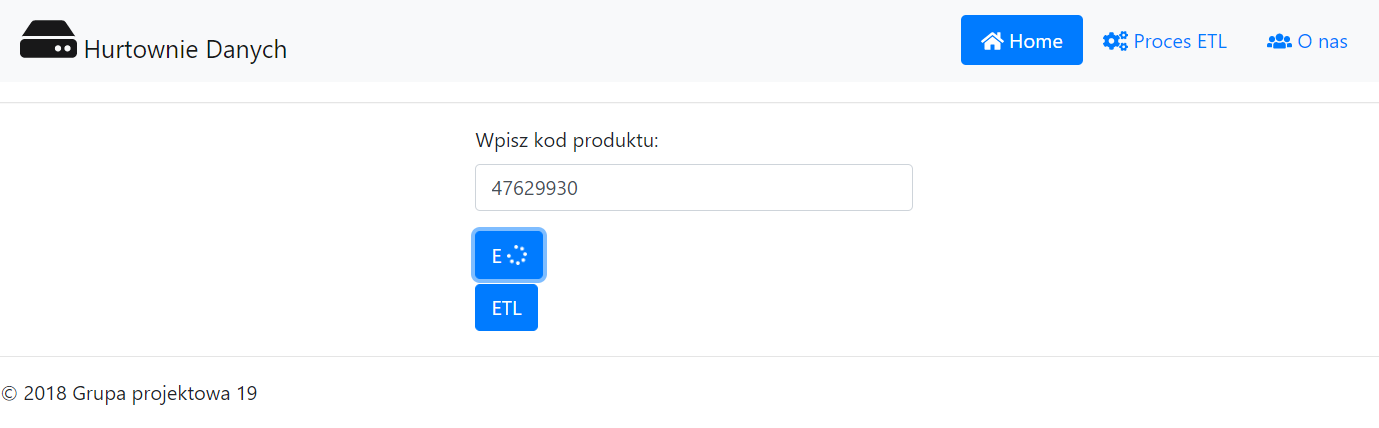 Hurtownie Danych
Home
Proces ETL
O nas
Wpisz kod produktu:
47629930
E
ETL
© 2018 Grupa projektowa 19